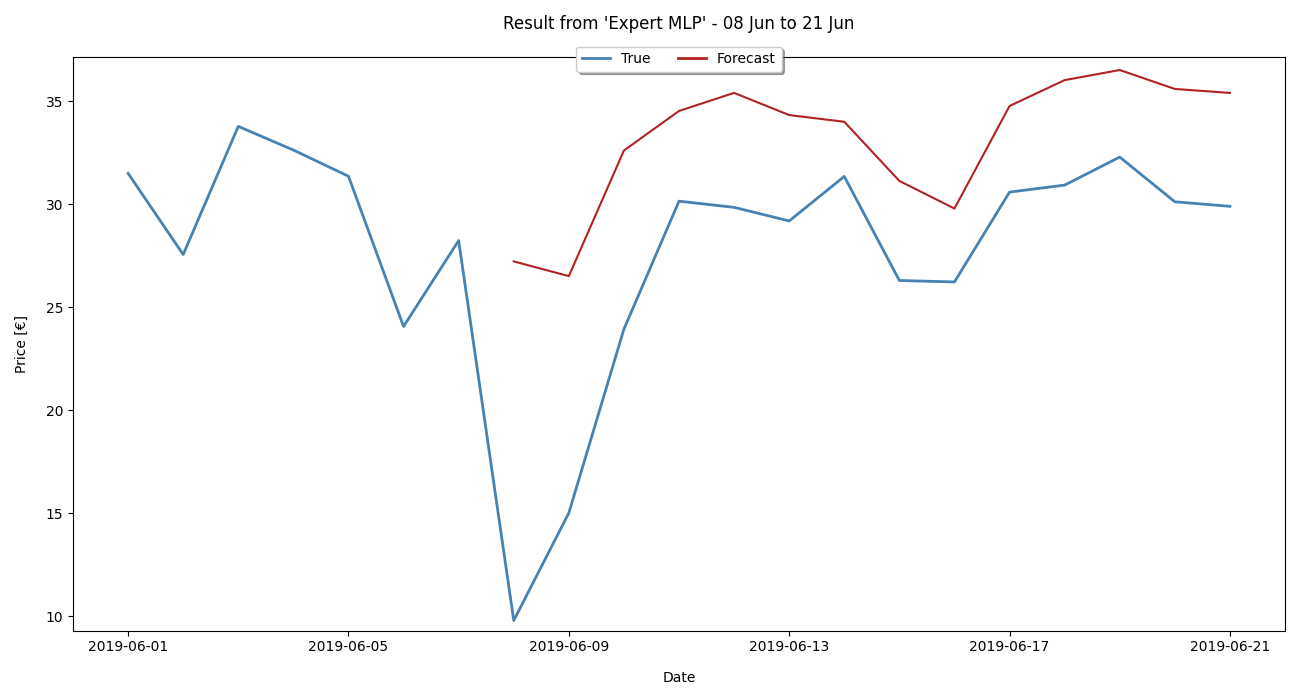 Result from 'Expert MLP' - 08 Jun to 21 Jun
True Forecast
35
30
25
20
15
10
Price [€]
2019-06-01 2019-06-05 2019-06-09 2019-06-13 2019-06-17 2019-06-21
Date